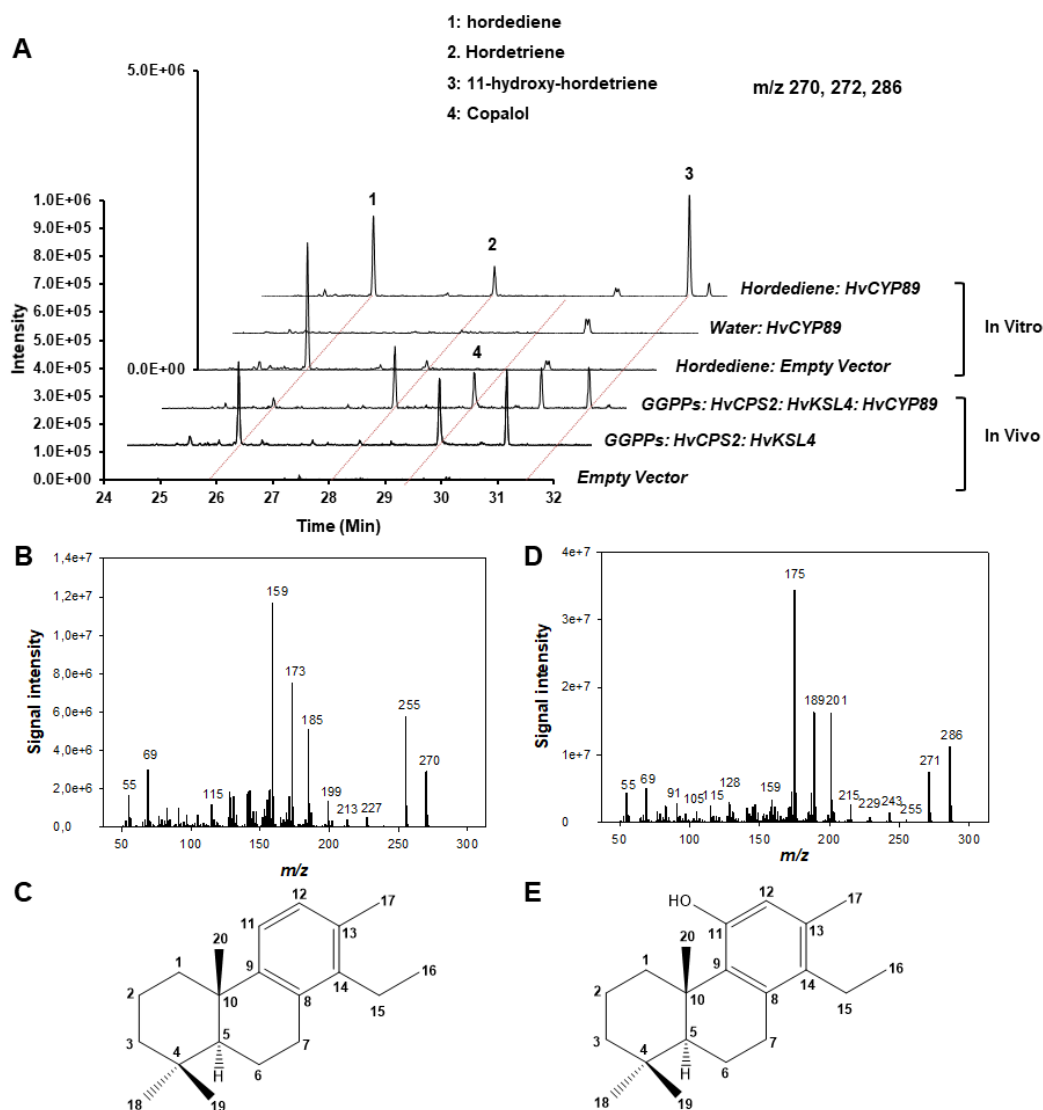 1: hordediene
A
2. Hordetriene
5.0E+06
3: 11-hydroxy-hordetriene
m/z 270, 272, 286
4: Copalol
Intensity
1.0E+06
9.0E+05
8.0E+05
7.0E+05
6.0E+05
5.0E+05
4.0E+05
3.0E+05
2.0E+05
1.0E+05
0.0E+00
0.0E+00
1
2
3
4
Hordediene: HvCYP89
Water: HvCYP89
Hordediene: Empty Vector
In Vitro
GGPPs: HvCPS2: HvKSL4: HvCYP89
GGPPs: HvCPS2: HvKSL4
Empty Vector
In Vivo
24 25 26 27 28 29 30 31 32
Time (Min)
B
Signal intensity
1,4e+7
1,2e+7
1,0e+7
8,0e+6
6,0e+6
4,0e+6
2,0e+6
0,0
55 69 115 159 173 185 199 213 227 255 270
50 100 150 200 250 300
m/z
D
Signal intensity
4e+7
3e+7
2e+7
1e+7
0
55 69 91 105 115 128 159 175 189 201 215 229 243 255 271 286
50 100 150 200 250 300
m/z
C
12 17
11 13
20
1 9 16
14
2 10 8 15
5
3 7
4 H 6
18 19
E
HO 12 17
11 13
20
1 9 16
14
2 10 8 15
5
3 7
4 H 6
18 19